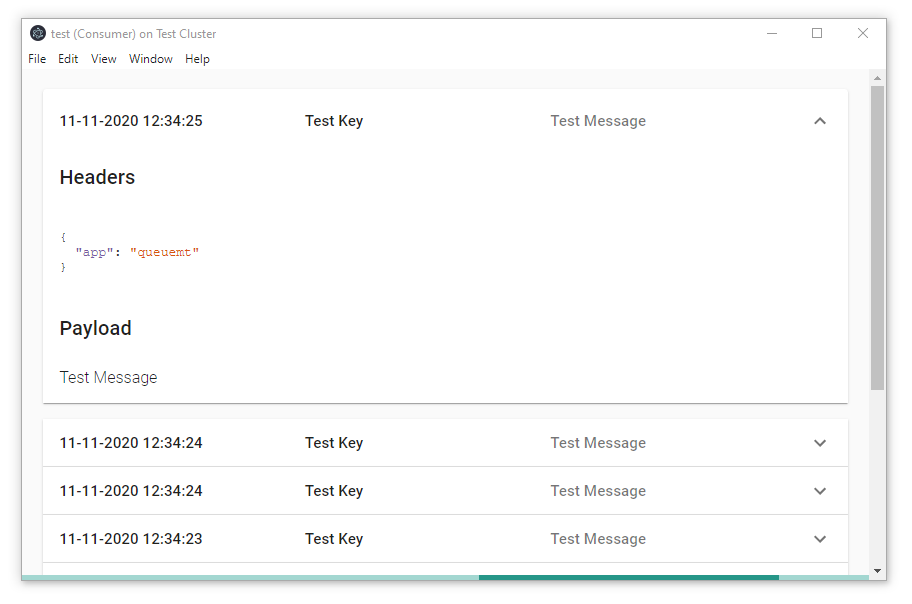 test (Consumer) on Test Cluster
File Edit View Window Help
11-11-2020 12:34:25 Test Key Test Message
Headers
{
"app": "queuemt"
}
Payload
Test Message
11-11-2020 12:34:24 Test Key Test Message
11-11-2020 12:34:24 Test Key Test Message
11-11-2020 12:34:23 Test Key Test Message